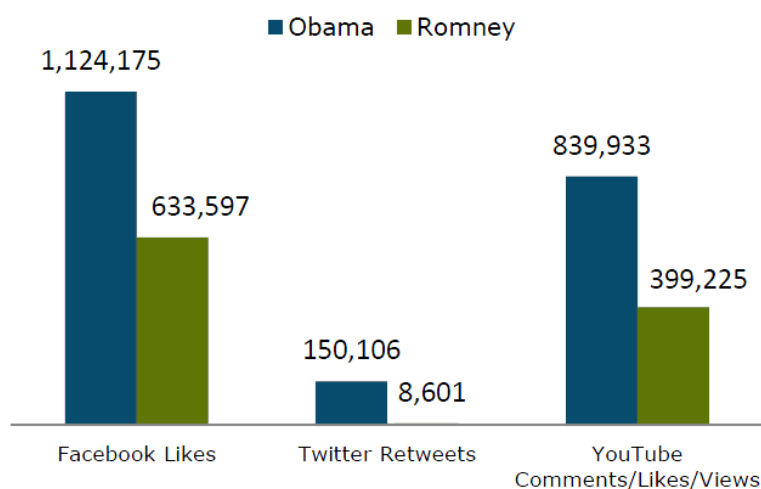 Obama Romney
1,124,175
633,597
150,106
8,601
839,933
399,225
Facebook Likes
Twitter Retweets
YouTube
Comments/Likes/Views